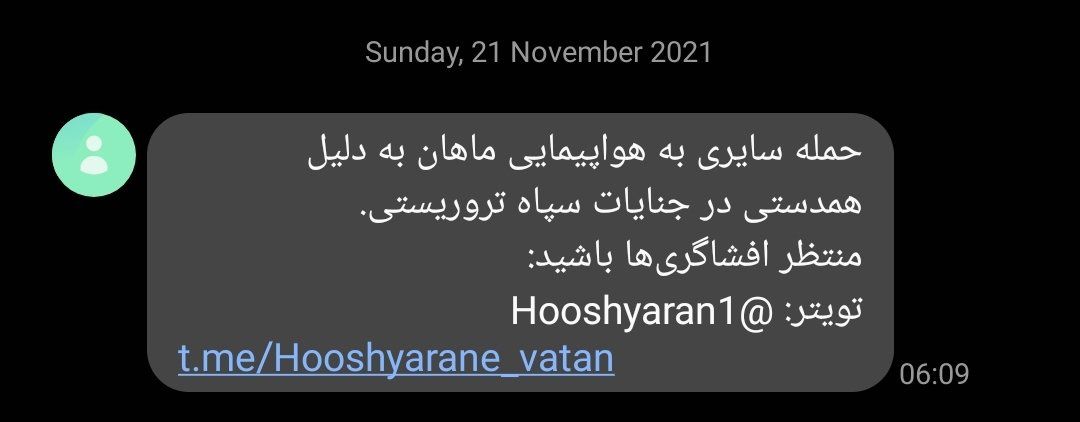 Sunday, 21 November 2021
حمله سایری به هواپیمایی ماهان به دلیل
همدستی در جنایات سپاه تروریستی.
منتظر افشاگری‌ها باشید:
تویتر: @Hooshyaran1
t.me/Hooshyarane_vatan
06:09